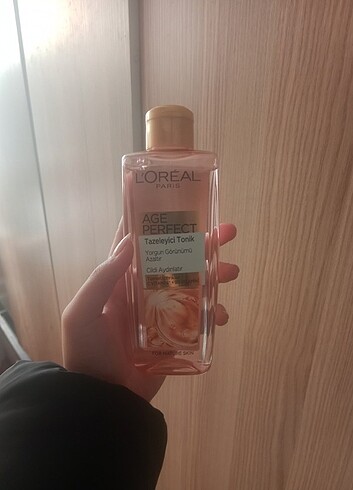 L'ORÉAL
PARIS
AGE
PERFECT
Tazeleyici Tonik
Yorgun Görünümü
Azaltır
Cildi Aydınlatır